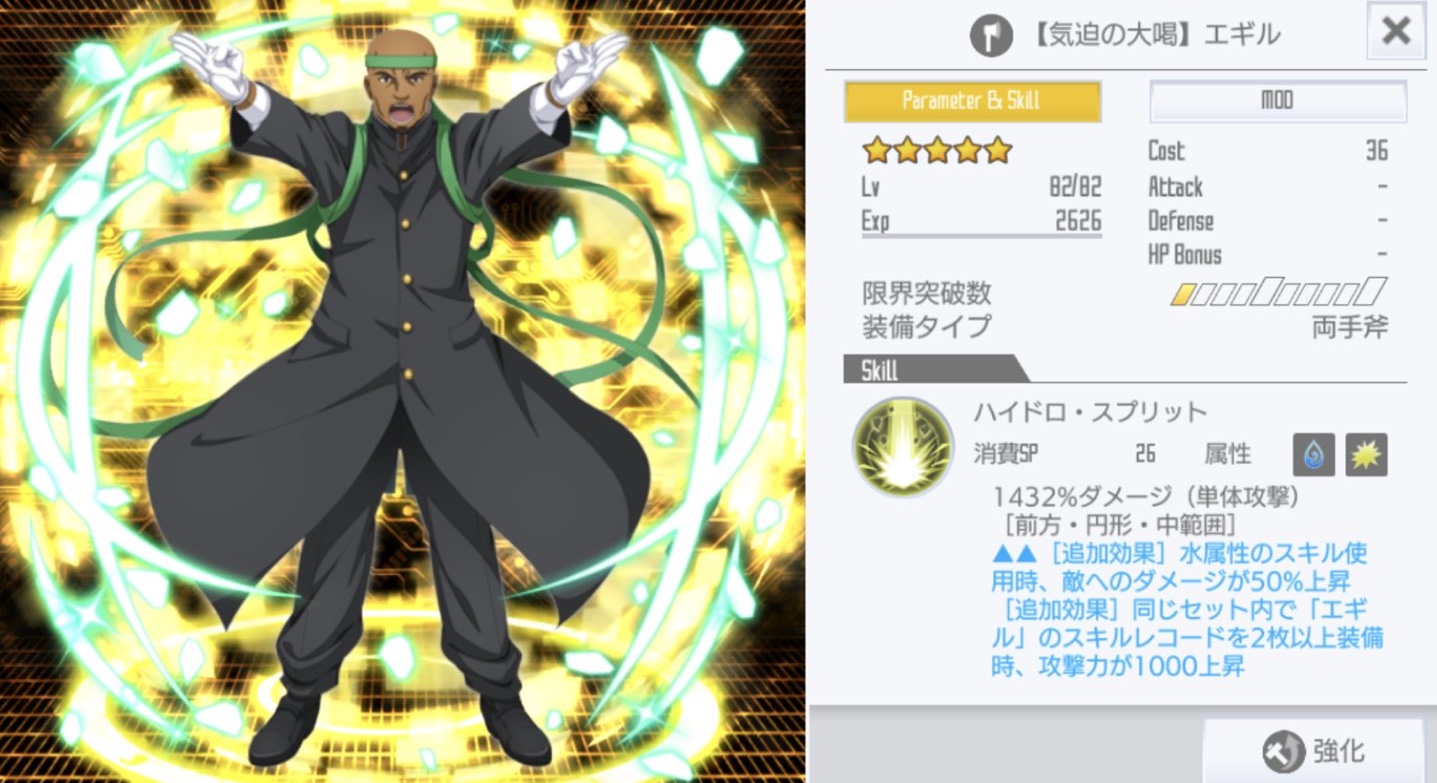 【気迫の大喝】エギル
Parameter & Skill
MOD
Lv 82/82
Exp 2626
Cost 36
Attack -
Defense -
HP Bonus -
限界突破数
装備タイプ 両手斧
Skill
ハイドロ・スプリット
消費SP 26 属性
1432%ダメージ（単体攻撃）
［前方・円形・中範囲］
▲▲［追加効果］水属性のスキル使
用時、敵へのダメージが50%上昇
［追加効果］同じセット内で「エギ
ル」のスキルレコードを2枚以上装備
時、攻撃力が1000上昇
強化